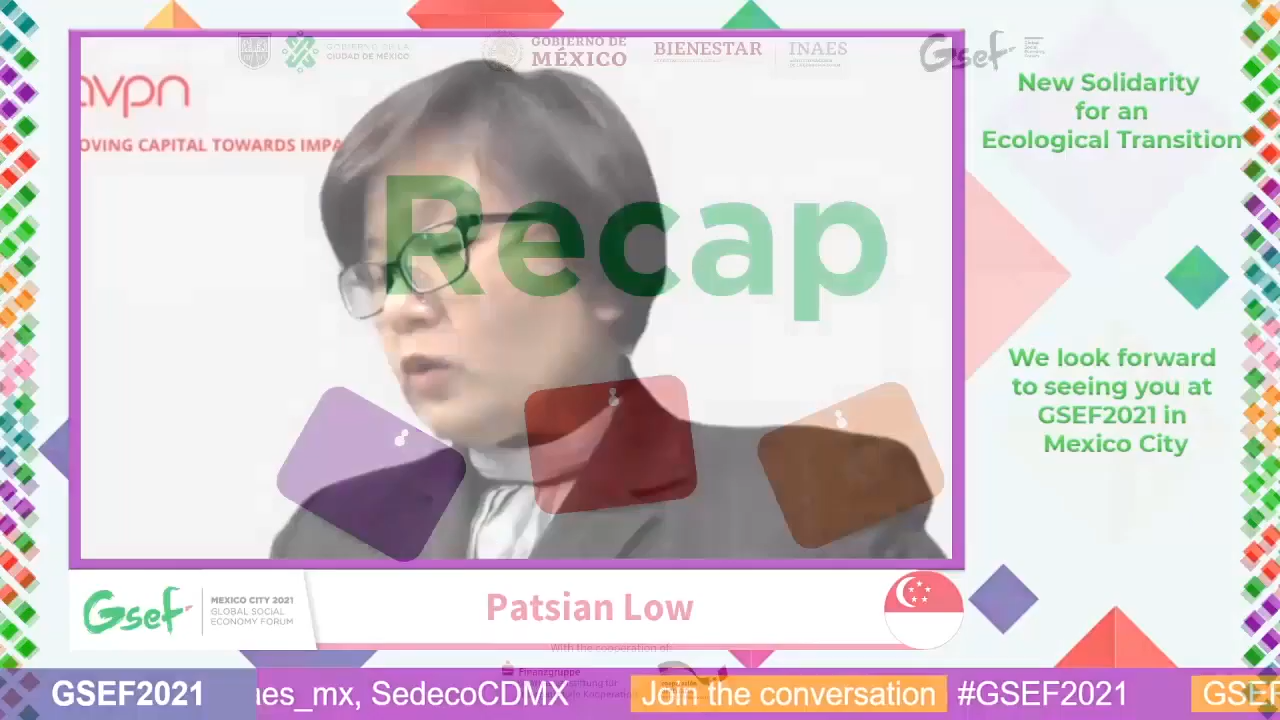 GOBIERNO DE LA
CIUDAD DE MÉXICO
GOBIERNO DE
MÉXICO
BIENESTAR
INAES
Gsef
avpn
OVING CAPITAL TOWARDS IMPA
Recap
New Solidarity
for an
Ecological Transition
We look forward
to seeing you at
GSEF2021 in
Mexico City
Gsef
MEXICO CITY 2021
GLOBAL SOCIAL
ECONOMY FORUM
Patsian Low
With the cooperation of:
Finanzgruppe
GSEF2021
aes_mx, SedecoCDMX
Join the conversation
#GSEF2021
GSEF